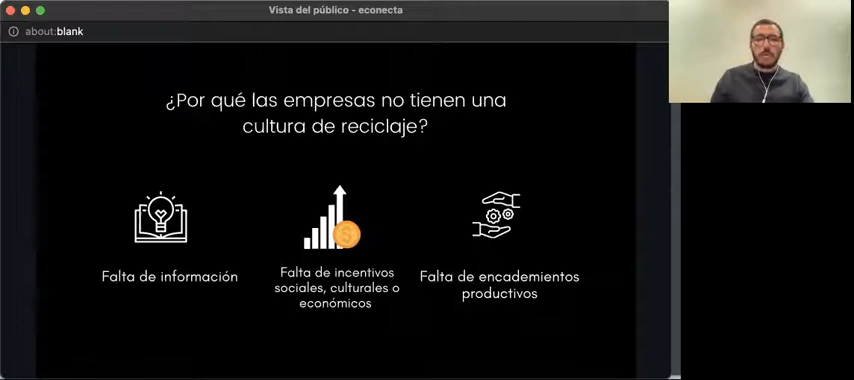 Vista del público - econecta
about:blank
¿Por qué las empresas no tienen una
cultura de reciclaje?
Falta de información
Falta de incentivos
sociales, culturales o
económicos
Falta de encademientos
productivos